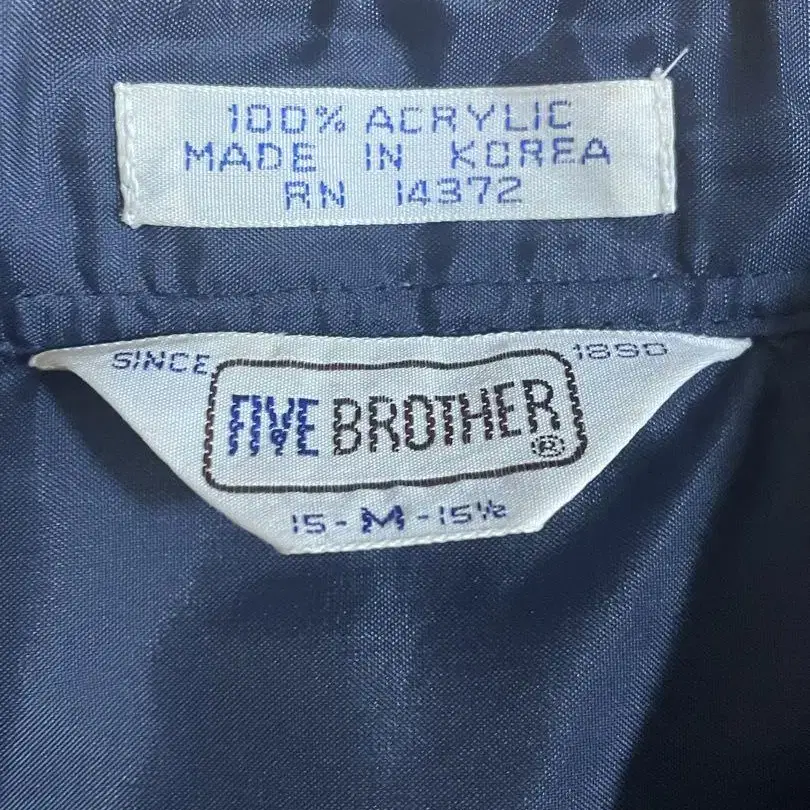 100% ACRYLIC
MADE IN KOREA
RN 14372
SINCE 1890
FIVE BROTHER ®
15 - M - 15½